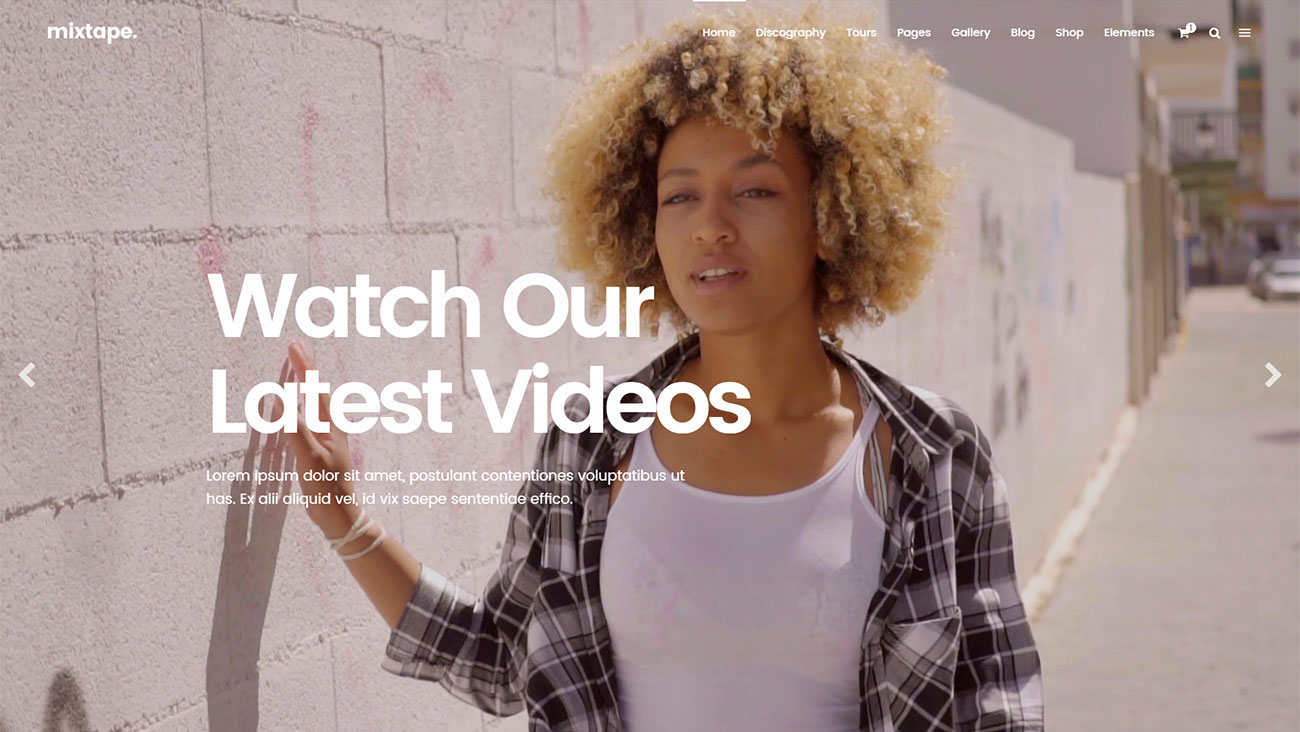 mixtape.
Home Discography Tours Pages Gallery Blog Shop Elements 1
Watch Our
Latest Videos
Lorem ipsum dolor sit amet, postulant contentiones voluptatibus ut
has. Ex alii aliquid vel, id vix saepe sententiae effico.